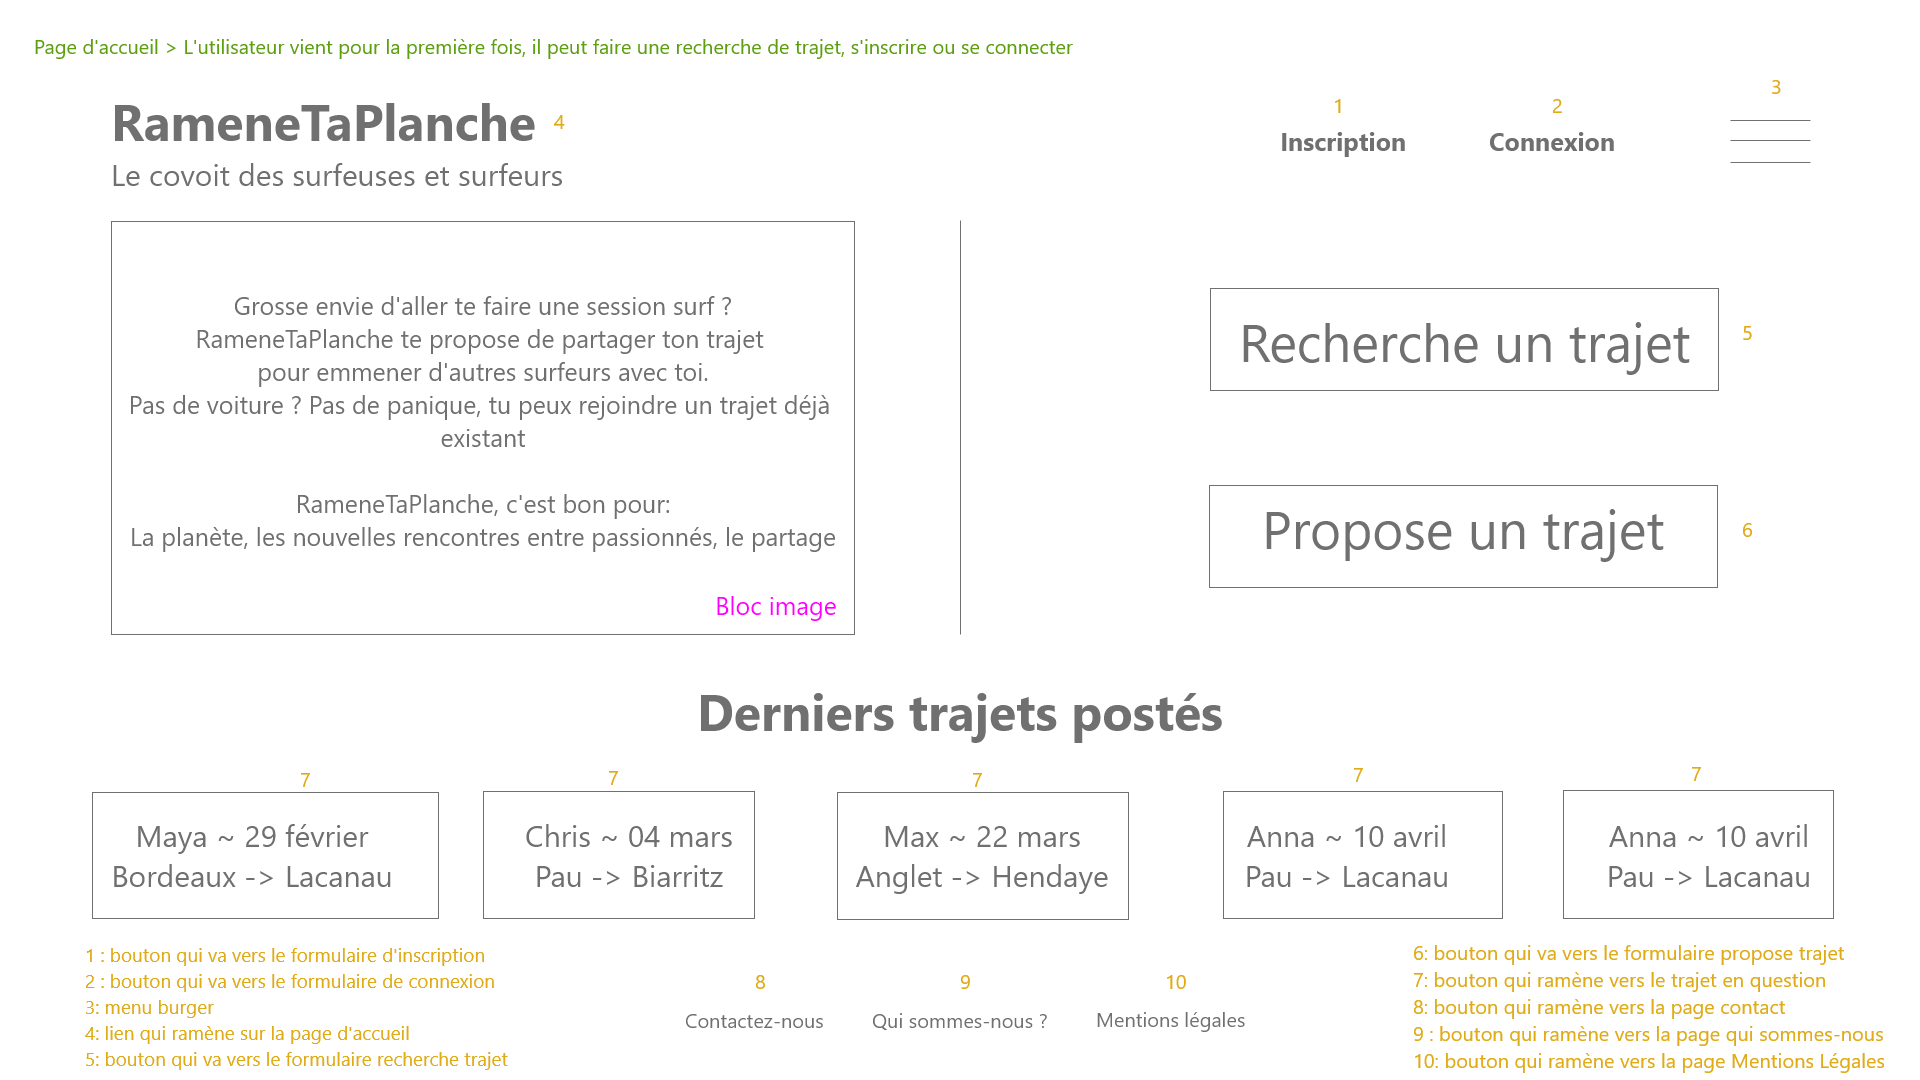 Page d'accueil > L'utilisateur vient pour la première fois, il peut faire une recherche de trajet, s'inscrire ou se connecter
RameneTaPlanche 4
Le covoit des surfeuses et surfeurs
1
Inscription
2
Connexion
3
Grosse envie d'aller te faire une session surf ?
RameneTaPlanche te propose de partager ton trajet
pour emmener d'autres surfeurs avec toi.
Pas de voiture ? Pas de panique, tu peux rejoindre un trajet déjà
existant
RameneTaPlanche, c'est bon pour:
La planète, les nouvelles rencontres entre passionnés, le partage
Bloc image
Recherche un trajet 5
Propose un trajet 6
Derniers trajets postés
7
Maya ~ 29 février
Bordeaux -> Lacanau
7
Chris ~ 04 mars
Pau -> Biarritz
7
Max ~ 22 mars
Anglet -> Hendaye
7
Anna ~ 10 avril
Pau -> Lacanau
7
Anna ~ 10 avril
Pau -> Lacanau
1 : bouton qui va vers le formulaire d'inscription
2 : bouton qui va vers le formulaire de connexion
3: menu burger
4: lien qui ramène sur la page d'accueil
5: bouton qui va vers le formulaire recherche trajet
8
Contactez-nous
9
Qui sommes-nous ?
10
Mentions légales
6: bouton qui va vers le formulaire propose trajet
7: bouton qui ramène vers le trajet en question
8: bouton qui ramène vers la page contact
9 : bouton qui ramène vers la page qui sommes-nous
10: bouton qui ramène vers la page Mentions Légales